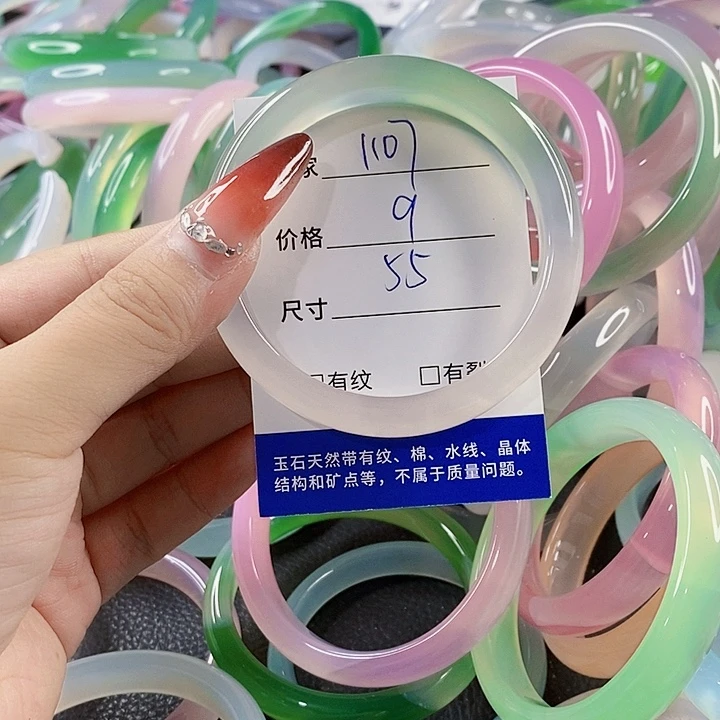 家 107
价格 9
尺寸 55
有纹 □有裂
玉石天然带有纹、棉、水线、晶体
结构和矿点等，不属于质量问题。